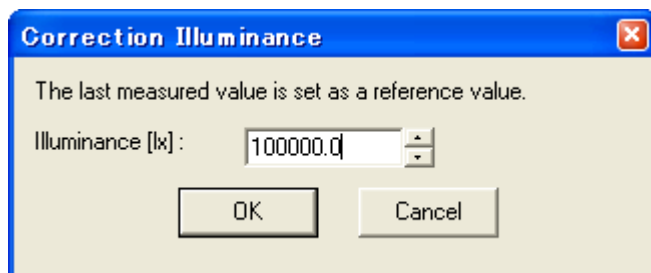 Correction Illuminance
The last measured value is set as a reference value.
Illuminance [lx] : 100000.0
OK Cancel